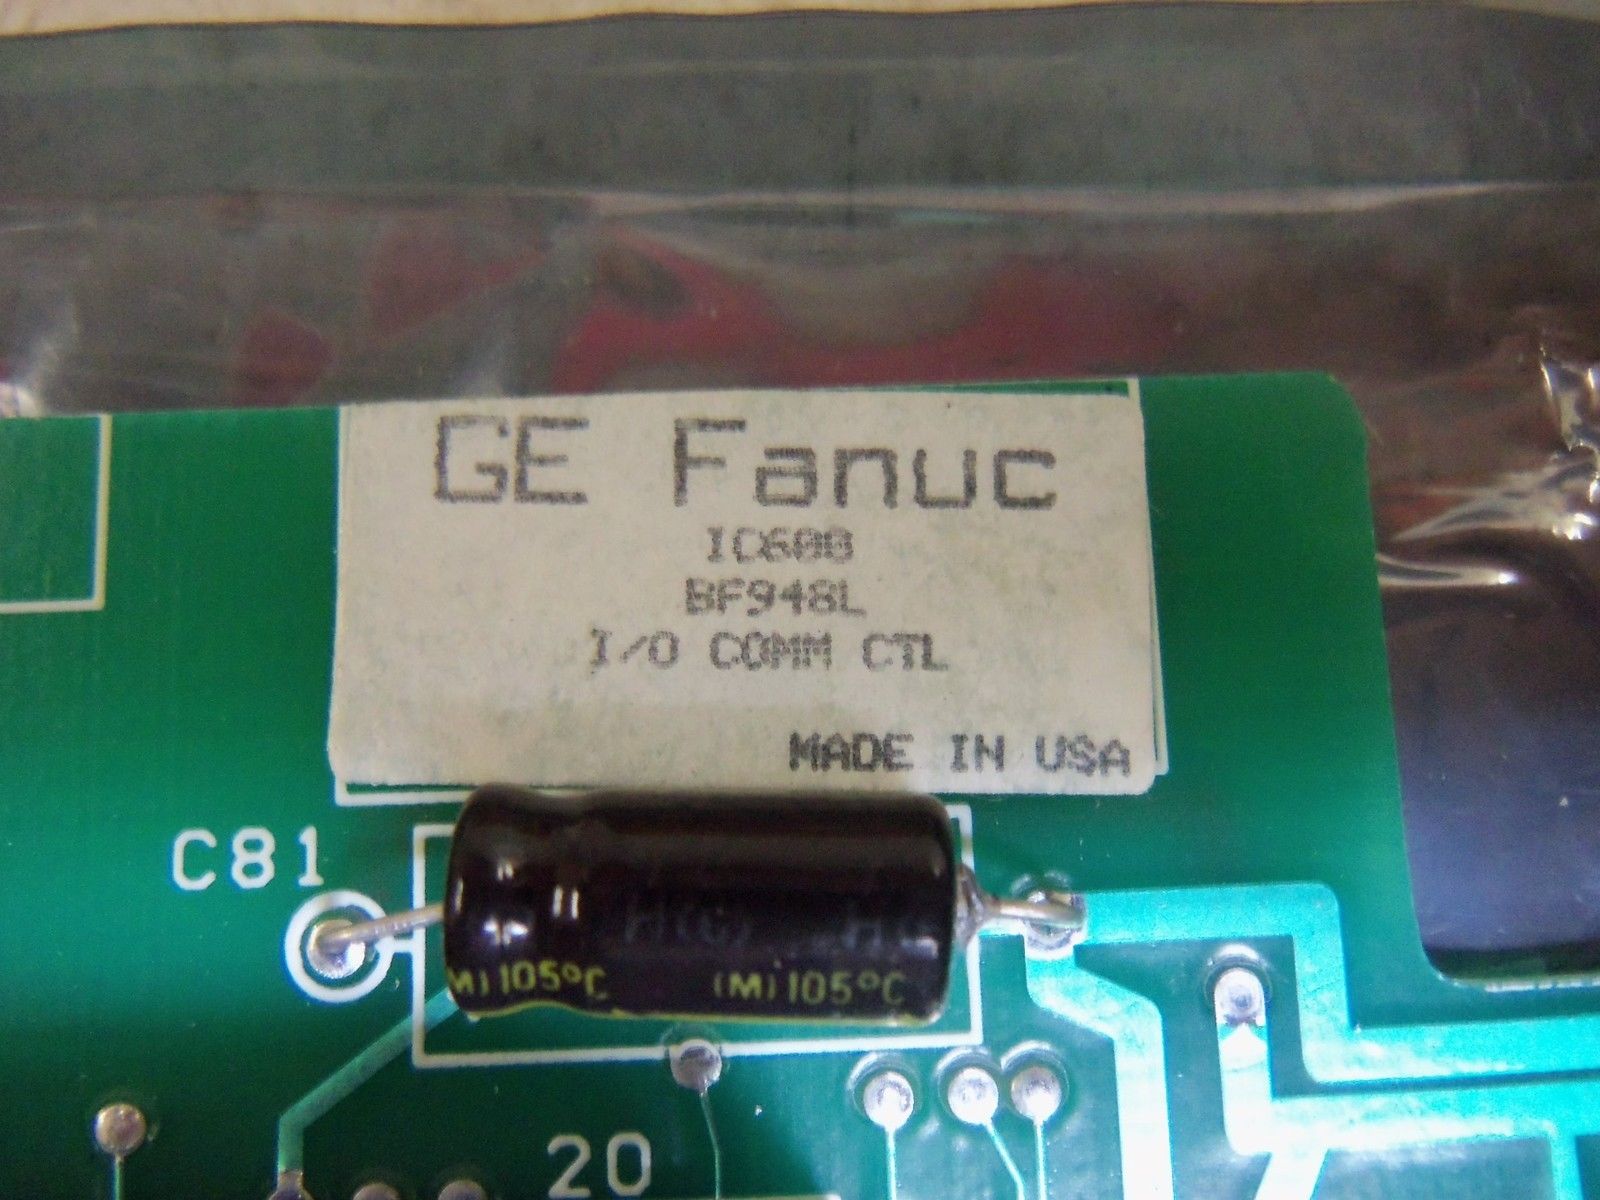 GE Fanuc
IC600
BF948L
I/O COMM CTL
MADE IN USA
C81
(M) 105°C (M) 105°C
20